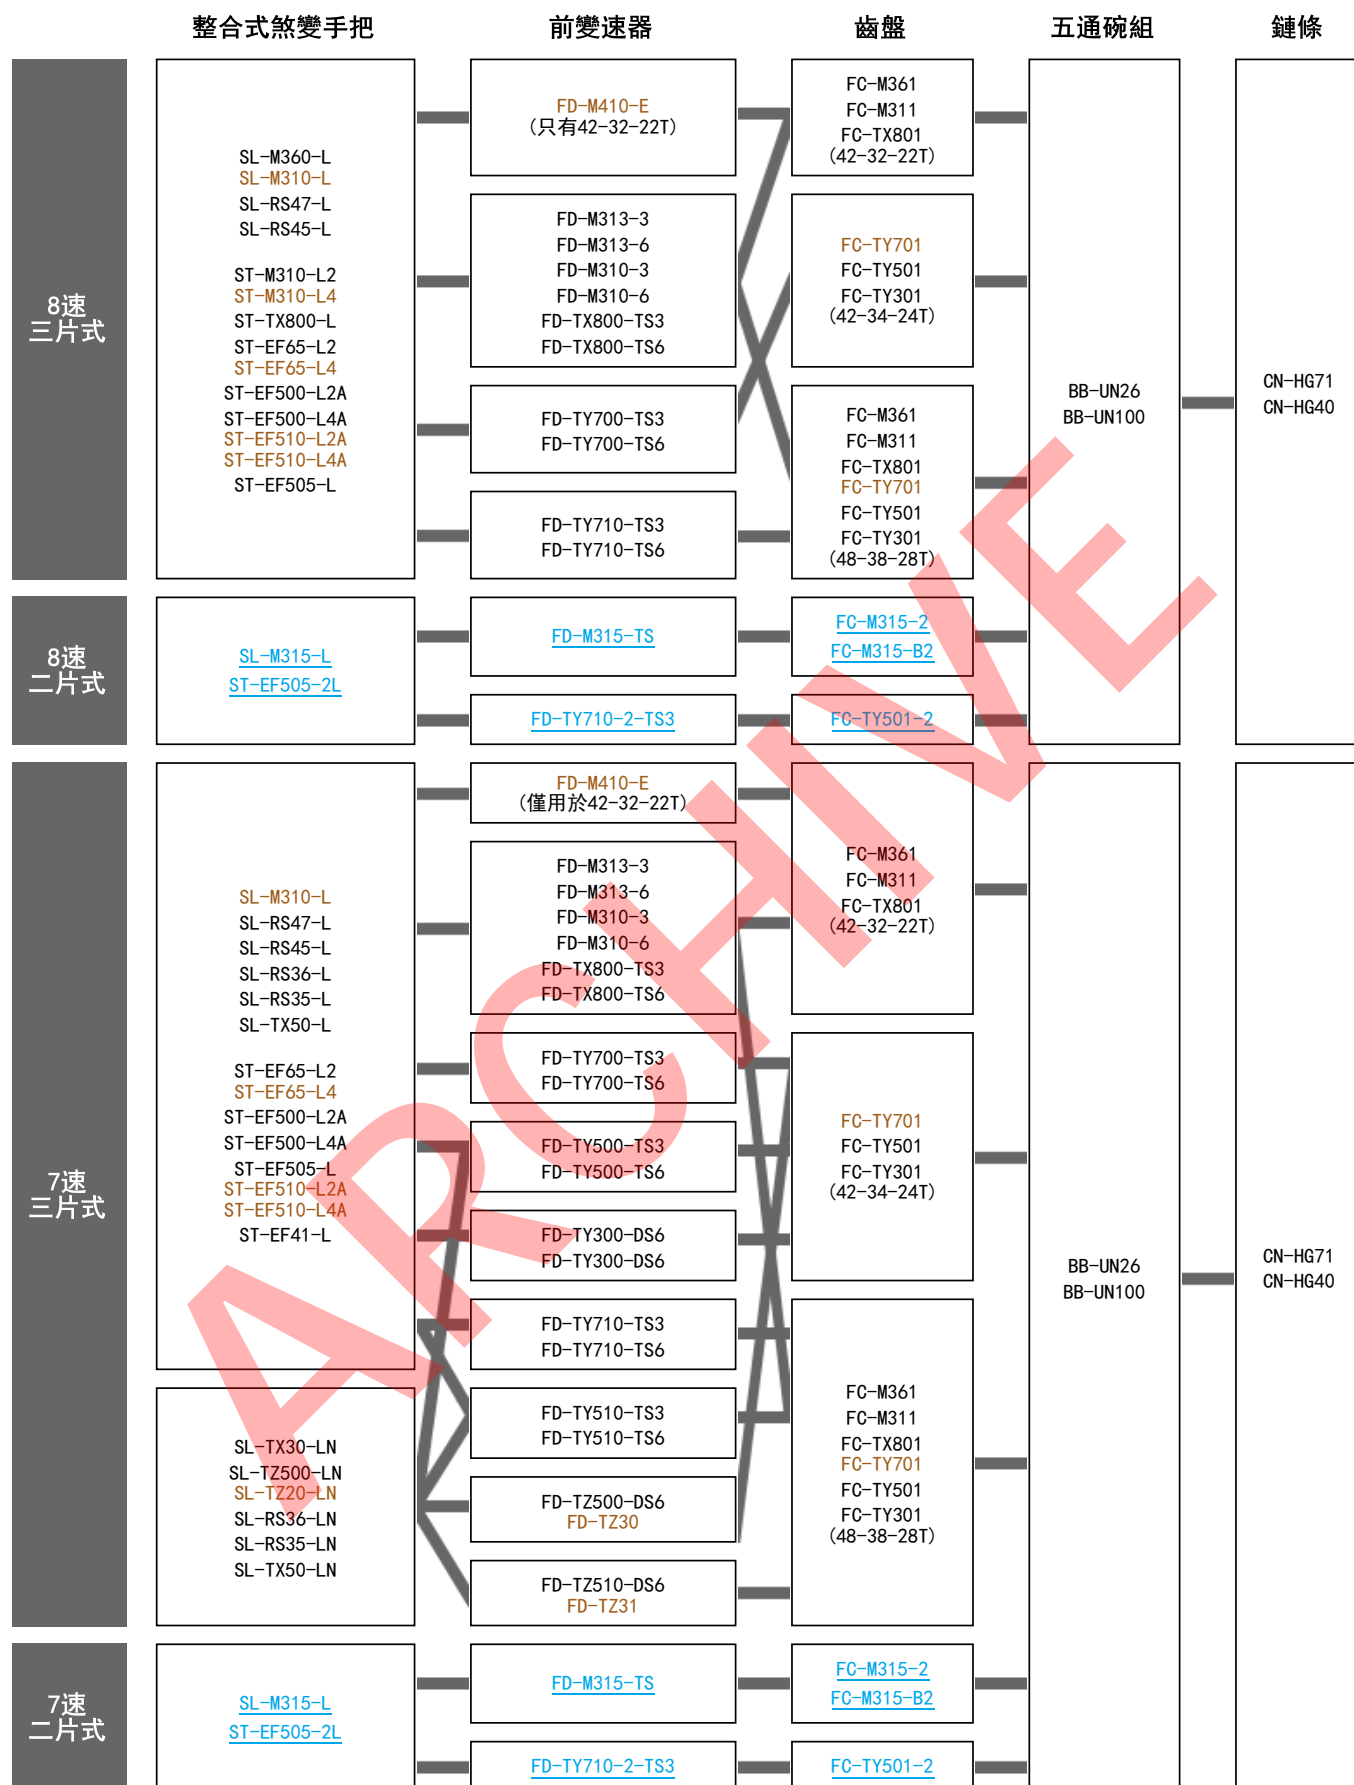 整合式煞變手把
前變速器
齒盤
五通碗組
鏈條
8速
三片式
SL-M360-L
SL-M310-L
SL-RS47-L
SL-RS45-L
ST-M310-L2
ST-M310-L4
ST-TX800-L
ST-EF65-L2
ST-EF65-L4
ST-EF500-L2A
ST-EF500-L4A
ST-EF510-L2A
ST-EF510-L4A
ST-EF505-L
FD-M410-E
(只有42-32-22T)
FD-M313-3
FD-M313-6
FD-M310-3
FD-M310-6
FD-TX800-TS3
FD-TX800-TS6
FD-TY700-TS3
FD-TY700-TS6
FD-TY710-TS3
FD-TY710-TS6
FC-M361
FC-M311
FC-TX801
(42-32-22T)
FC-TY701
FC-TY501
FC-TY301
(42-34-24T)
FC-M361
FC-M311
FC-TX801
FC-TY701
FC-TY501
FC-TY301
(48-38-28T)
BB-UN26
BB-UN100
CN-HG71
CN-HG40
8速
二片式
SL-M315-L
ST-EF505-2L
FD-M315-TS
FD-TY710-2-TS3
FC-M315-2
FC-M315-B2
FC-TY501-2
7速
三片式
SL-M310-L
SL-RS47-L
SL-RS45-L
SL-RS36-L
SL-RS35-L
SL-TX50-L
ST-EF65-L2
ST-EF65-L4
ST-EF500-L2A
ST-EF500-L4A
ST-EF505-L
ST-EF510-L2A
ST-EF510-L4A
ST-EF41-L
SL-TX30-LN
SL-TZ500-LN
SL-TZ20-LN
SL-RS36-LN
SL-RS35-LN
SL-TX50-LN
FD-M410-E
(僅用於42-32-22T)
FD-M313-3
FD-M313-6
FD-M310-3
FD-M310-6
FD-TX800-TS3
FD-TX800-TS6
FD-TY700-TS3
FD-TY700-TS6
FD-TY500-TS3
FD-TY500-TS6
FD-TY300-DS6
FD-TY300-DS6
FD-TY710-TS3
FD-TY710-TS6
FD-TY510-TS3
FD-TY510-TS6
FD-TZ500-DS6
FD-TZ30
FD-TZ510-DS6
FD-TZ31
FC-M361
FC-M311
FC-TX801
(42-32-22T)
FC-TY701
FC-TY501
FC-TY301
(42-34-24T)
FC-M361
FC-M311
FC-TX801
FC-TY701
FC-TY501
FC-TY301
(48-38-28T)
BB-UN26
BB-UN100
CN-HG71
CN-HG40
7速
二片式
SL-M315-L
ST-EF505-2L
FD-M315-TS
FD-TY710-2-TS3
FC-M315-2
FC-M315-B2
FC-TY501-2
ARCHIVE